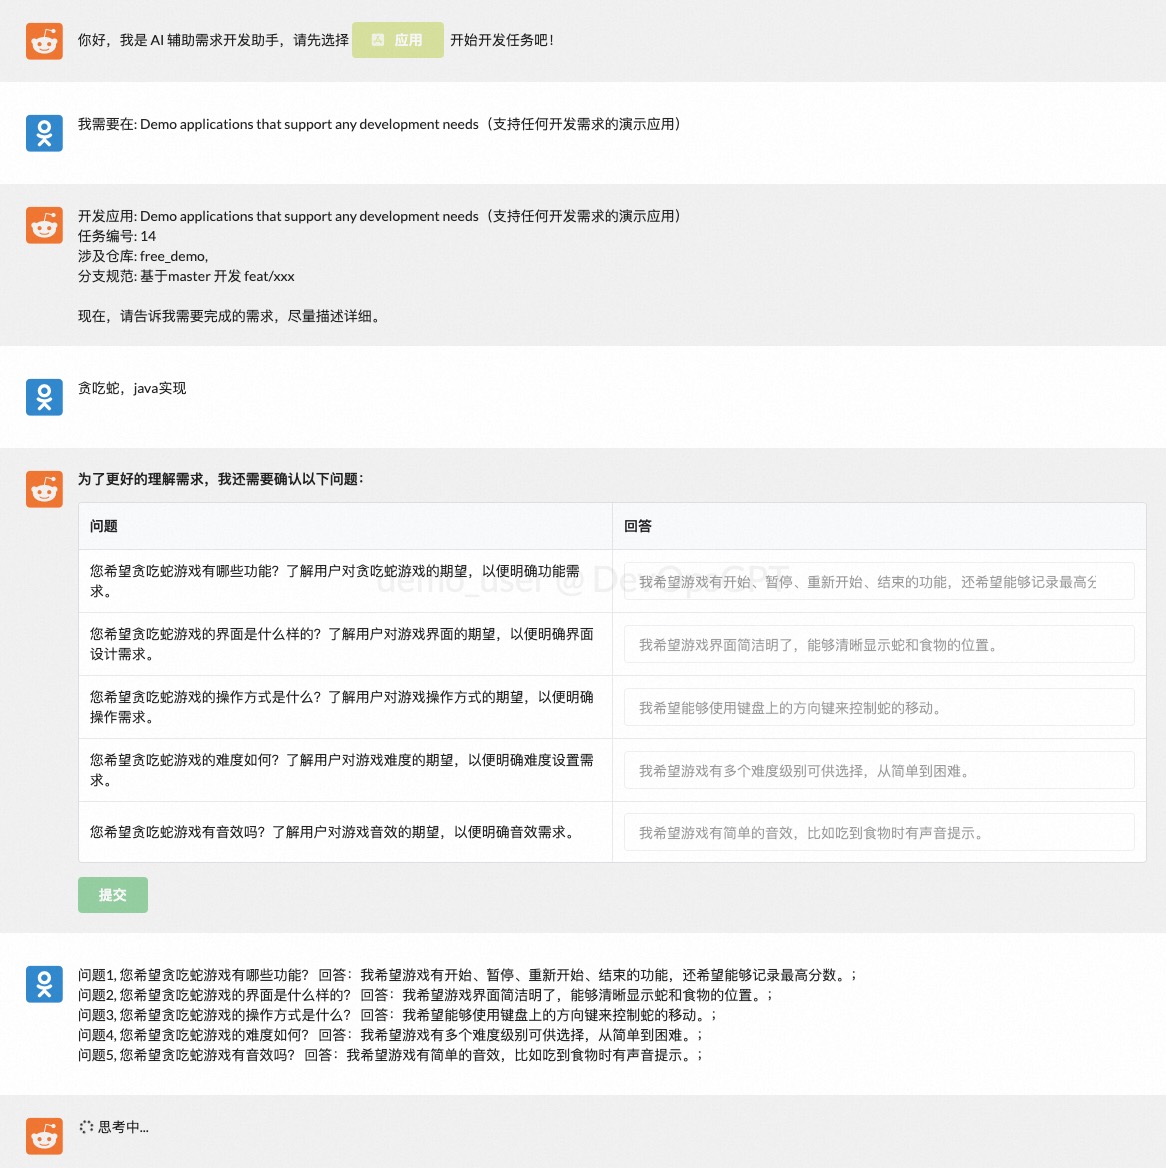 你好，我是 AI 辅助需求开发助手，请先选择 应用 开始开发任务吧！
我需要在: Demo applications that support any development needs（支持任何开发需求的演示应用）
开发应用: Demo applications that support any development needs（支持任何开发需求的演示应用）
任务编号: 14
涉及仓库: free_demo,
分支规范: 基于master 开发 feat/xxx
现在，请告诉我需要完成的需求，尽量描述详细。
贪吃蛇，java实现
为了更好的理解需求，我还需要确认以下问题：
问题
回答
您希望贪吃蛇游戏有哪些功能？了解用户对贪吃蛇游戏的期望，以便明确功能需
求。
我希望游戏有开始、暂停、重新开始、结束的功能，还希望能够记录最高分
demo_user @ DevOpsGPT
您希望贪吃蛇游戏的界面是什么样的？了解用户对游戏界面的期望，以便明确界面
设计需求。
我希望游戏界面简洁明了，能够清晰显示蛇和食物的位置。
您希望贪吃蛇游戏的操作方式是什么？了解用户对游戏操作方式的期望，以便明确
操作需求。
我希望能够使用键盘上的方向键来控制蛇的移动。
您希望贪吃蛇游戏的难度如何？了解用户对游戏难度的期望，以便明确难度设置需
求。
我希望游戏有多个难度级别可供选择，从简单到困难。
您希望贪吃蛇游戏有音效吗？了解用户对游戏音效的期望，以便明确音效需求。
我希望游戏有简单的音效，比如吃到食物时有声音提示。
提交
问题1, 您希望贪吃蛇游戏有哪些功能？ 回答：我希望游戏有开始、暂停、重新开始、结束的功能，还希望能够记录最高分数。;
问题2, 您希望贪吃蛇游戏的界面是什么样的？ 回答：我希望游戏界面简洁明了，能够清晰显示蛇和食物的位置。;
问题3, 您希望贪吃蛇游戏的操作方式是什么？ 回答：我希望能够使用键盘上的方向键来控制蛇的移动。;
问题4, 您希望贪吃蛇游戏的难度如何？ 回答：我希望游戏有多个难度级别可供选择，从简单到困难。;
问题5, 您希望贪吃蛇游戏有音效吗？ 回答：我希望游戏有简单的音效，比如吃到食物时有声音提示。;
思考中...